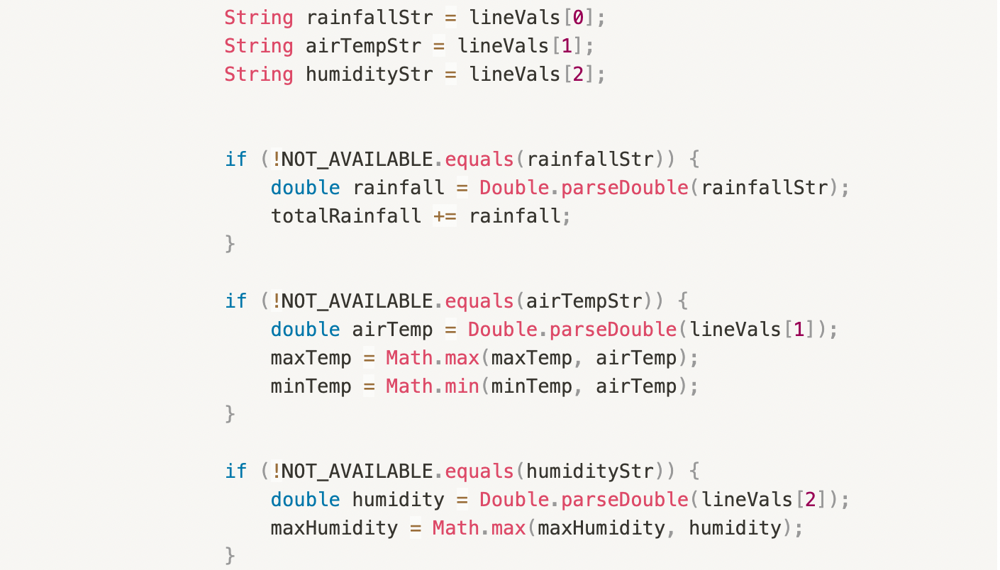 String rainfallStr = lineVals[0];
String airTempStr = lineVals[1];
String humidityStr = lineVals[2];
if (!NOT_AVAILABLE.equals(rainfallStr)) {
double rainfall = Double.parseDouble(rainfallStr);
totalRainfall += rainfall;
}
if (!NOT_AVAILABLE.equals(airTempStr)) {
double airTemp = Double.parseDouble(lineVals[1]);
maxTemp = Math.max(maxTemp, airTemp);
minTemp = Math.min(minTemp, airTemp);
}
if (!NOT_AVAILABLE.equals(humidityStr)) {
double humidity = Double.parseDouble(lineVals[2]);
maxHumidity = Math.max(maxHumidity, humidity);
}